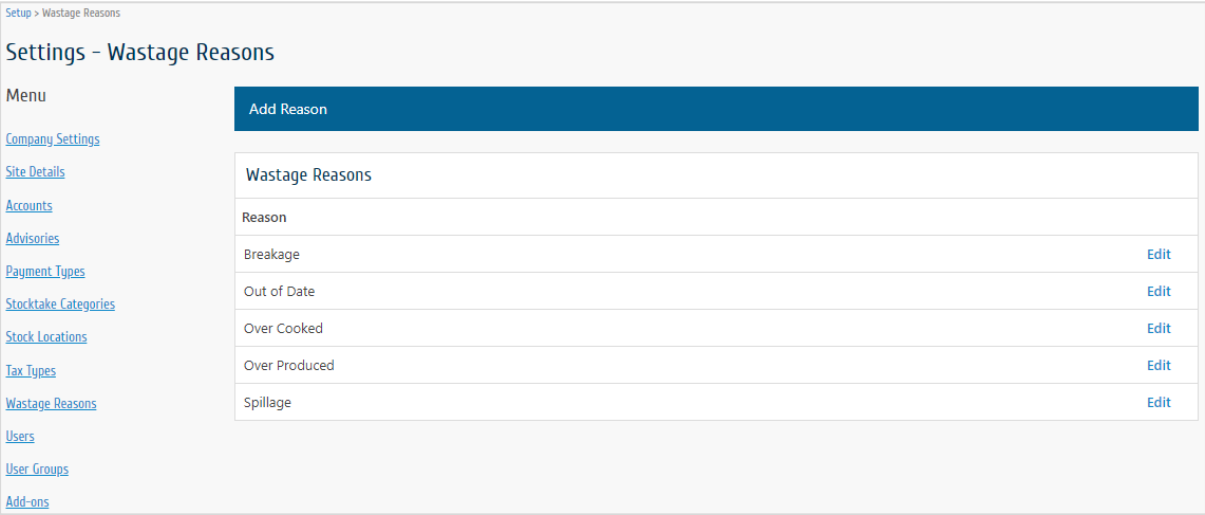 Setup > Wastage Reasons
Settings - Wastage Reasons
Menu
Company Settings
Site Details
Accounts
Advisories
Payment Types
Stocktake Categories
Stock Locations
Tax Types
Wastage Reasons
Users
User Groups
Add-ons
Add Reason
Wastage Reasons
Reason
Breakage Edit
Out of Date Edit
Over Cooked Edit
Over Produced Edit
Spillage Edit